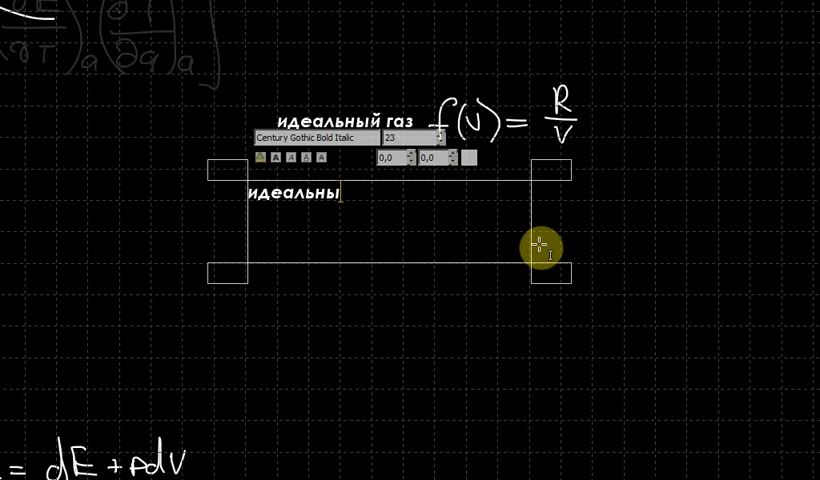 ∂E
∂T )a ( ∂T
∂q )a ]
идеальный газ f(V) = R/V
Century Gothic Bold Italic 23
A A A A A 0,0 0,0
идеальны
= dE + pdV